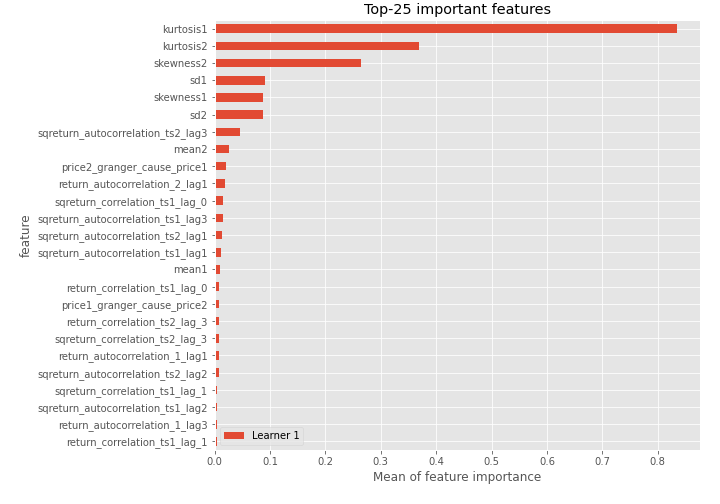 Top-25 important features
kurtosis1
kurtosis2
skewness2
sd1
skewness1
sd2
sqreturn_autocorrelation_ts2_lag3
mean2
price2_granger_cause_price1
return_autocorrelation_2_lag1
sqreturn_correlation_ts1_lag_0
sqreturn_autocorrelation_ts1_lag3
sqreturn_autocorrelation_ts2_lag1
sqreturn_autocorrelation_ts1_lag1
mean1
return_correlation_ts1_lag_0
price1_granger_cause_price2
return_correlation_ts2_lag_3
sqreturn_correlation_ts2_lag_3
return_autocorrelation_1_lag1
sqreturn_autocorrelation_ts2_lag2
sqreturn_correlation_ts1_lag_1
sqreturn_autocorrelation_ts1_lag2
return_autocorrelation_1_lag3
return_correlation_ts1_lag_1
feature
Learner 1
0.0 0.1 0.2 0.3 0.4 0.5 0.6 0.7 0.8
Mean of feature importance